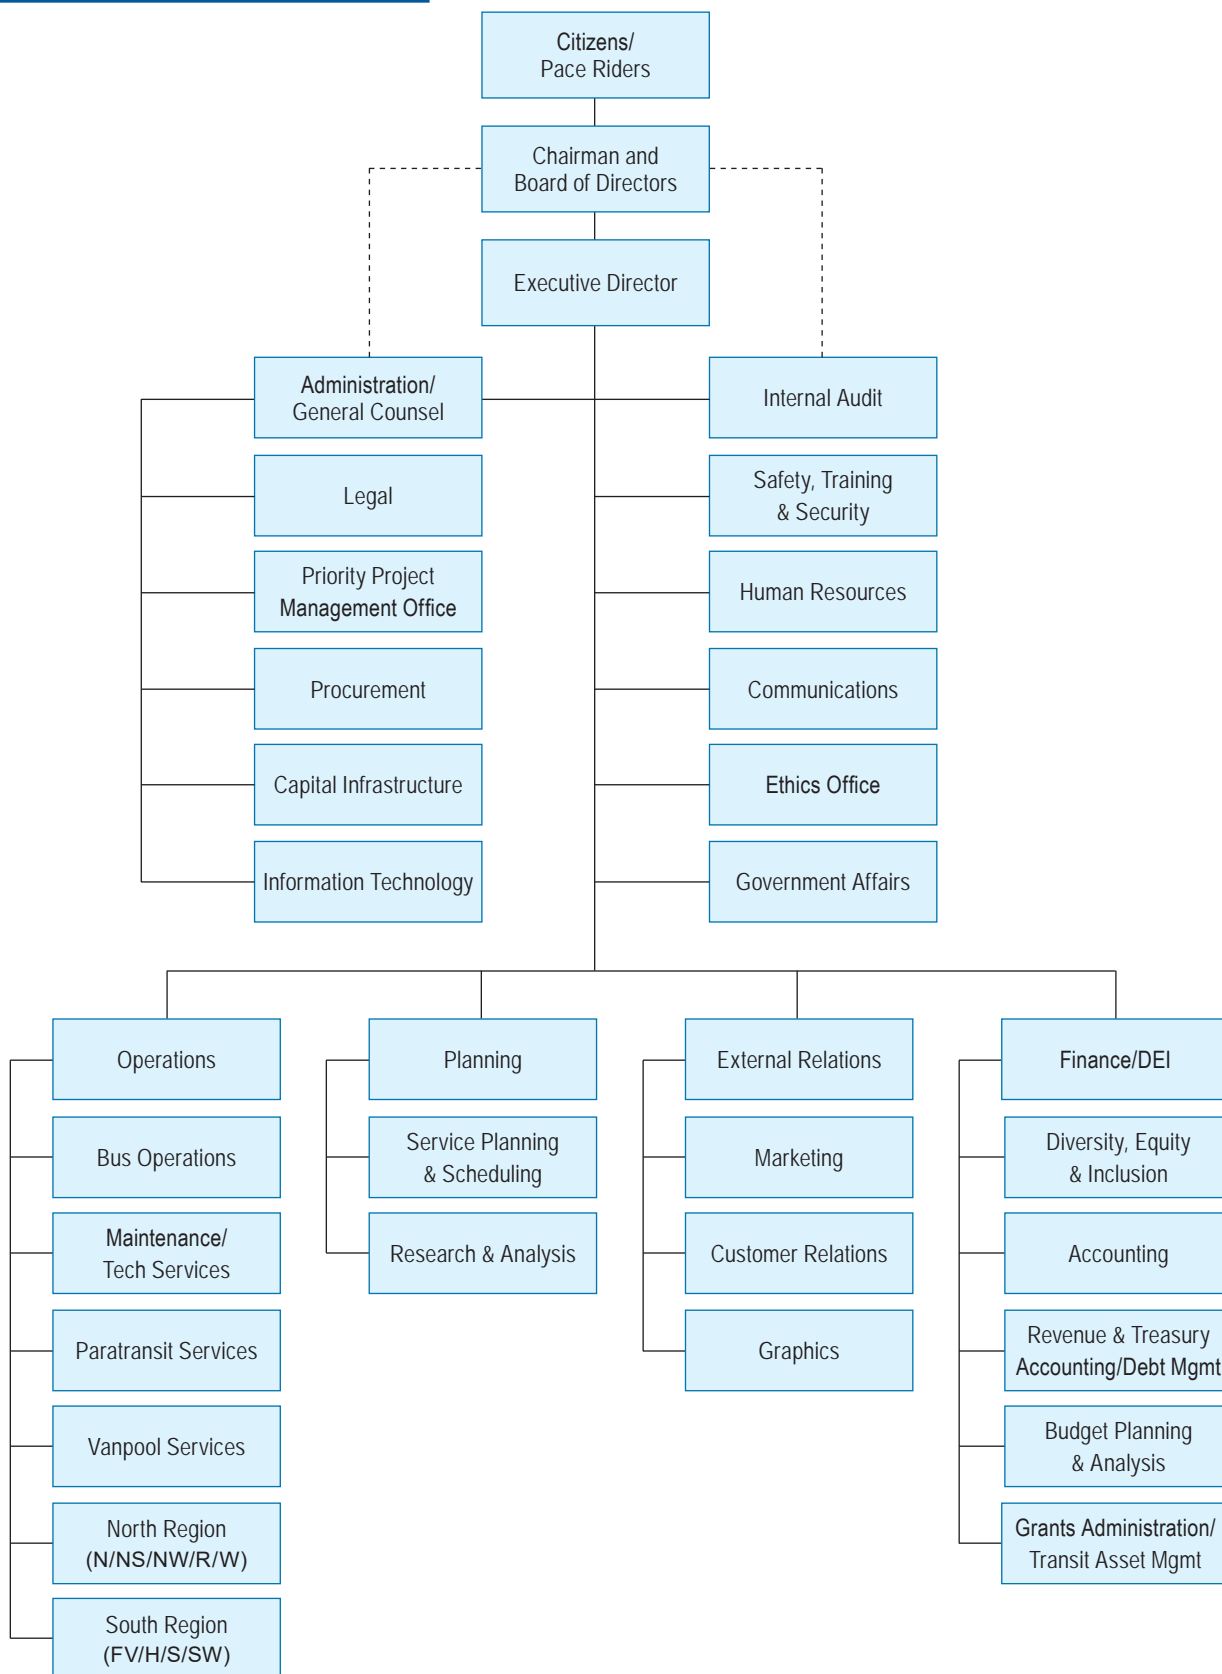 Citizens/
Pace Riders
Chairman and
Board of Directors
Executive Director
Administration/
General Counsel
Internal Audit
Legal
Safety, Training
& Security
Priority Project
Management Office
Human Resources
Procurement
Communications
Capital Infrastructure
Ethics Office
Information Technology
Government Affairs
Operations
Planning
External Relations
Finance/DEI
Bus Operations
Service Planning
& Scheduling
Marketing
Diversity, Equity
& Inclusion
Maintenance/
Tech Services
Research & Analysis
Customer Relations
Accounting
Paratransit Services
Graphics
Revenue & Treasury
Accounting/Debt Mgmt
Vanpool Services
Budget Planning
& Analysis
North Region
(N/NS/NW/R/W)
Grants Administration/
Transit Asset Mgmt
South Region
(FV/H/S/SW)